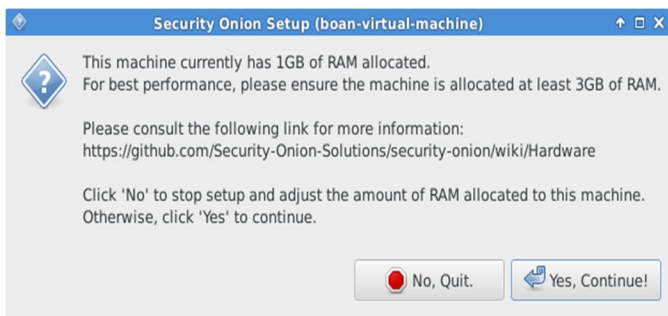 Security Onion Setup (boan-virtual-machine)
This machine currently has 1GB of RAM allocated.
For best performance, please ensure the machine is allocated at least 3GB of RAM.
Please consult the following link for more information:
https://github.com/Security-Onion-Solutions/security-onion/wiki/Hardware
Click 'No' to stop setup and adjust the amount of RAM allocated to this machine.
Otherwise, click 'Yes' to continue.
No, Quit.
Yes, Continue!